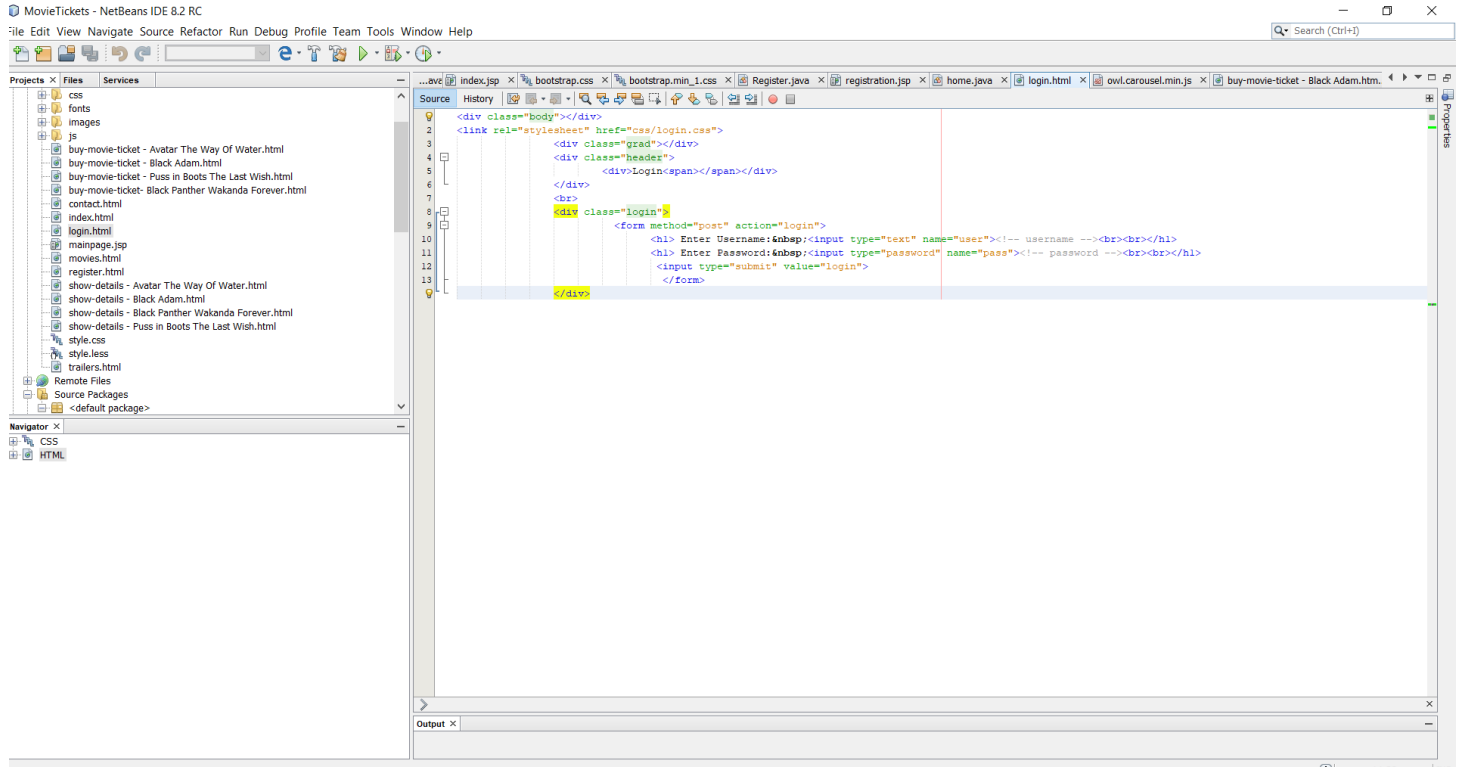 MovieTickets - NetBeans IDE 8.2 RC
File Edit View Navigate Source Refactor Run Debug Profile Team Tools Window Help
Search (Ctrl+I)
Projects Files Services
css
fonts
images
js
buy-movie-ticket - Avatar The Way Of Water.html
buy-movie-ticket - Black Adam.html
buy-movie-ticket - Puss in Boots The Last Wish.html
buy-movie-ticket- Black Panther Wakanda Forever.html
contact.html
index.html
login.html
mainpage.jsp
movies.html
register.html
show-details - Avatar The Way Of Water.html
show-details - Black Adam.html
show-details - Black Panther Wakanda Forever.html
show-details - Puss in Boots The Last Wish.html
style.css
style.less
trailers.html
Remote Files
Source Packages
<default package>
Navigator
CSS
HTML
...ava index.jsp bootstrap.css bootstrap.min_1.css Register.java registration.jsp home.java login.html owl.carousel.min.js buy-movie-ticket - Black Adam.htm...
Source History
<div class="body"></div>
2 <link rel="stylesheet" href="css/login.css">
3 <div class="grad"></div>
4 <div class="header">
5 <div>Login<span></span></div>
6 </div>
7 <br>
8 <div class="login">
9 <form method="post" action="login">
10 <h1> Enter Username:&nbsp;<input type="text" name="user"><!-- username --><br><br></h1>
11 <h1> Enter Password:&nbsp;<input type="password" name="pass"><!-- password --><br><br></h1>
12 <input type="submit" value="login">
13 </form>
</div>
Output
Properties